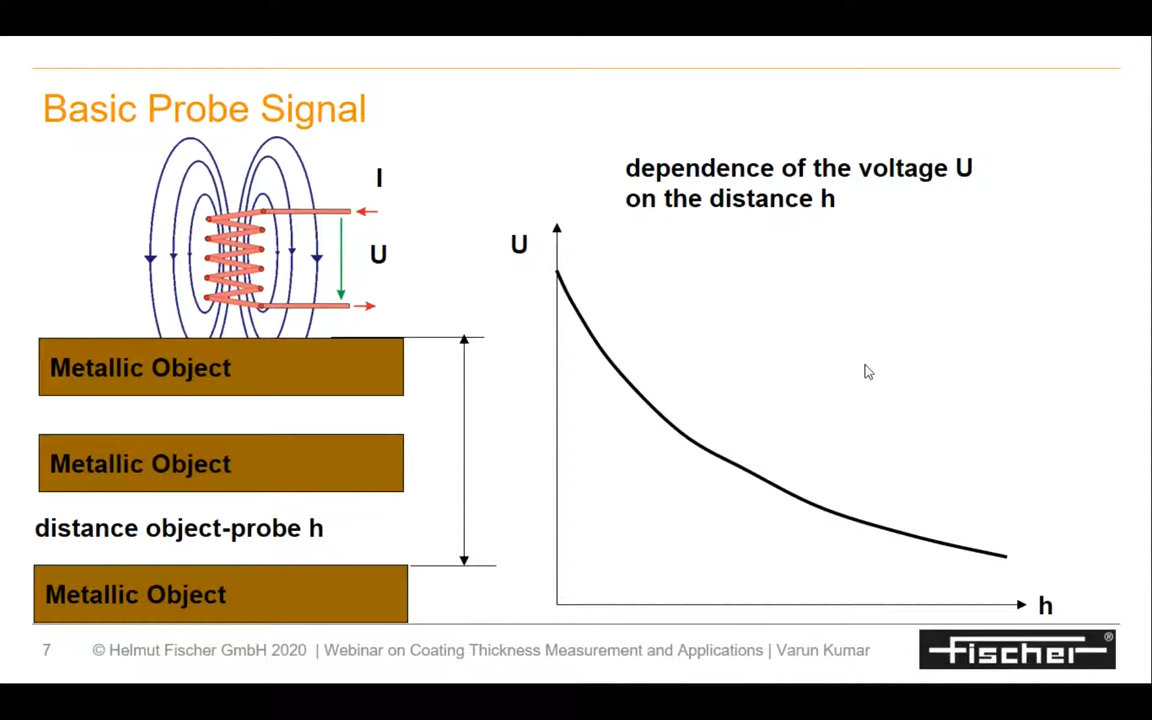 Basic Probe Signal
I
U
dependence of the voltage U
on the distance h
U
Metallic Object
Metallic Object
distance object-probe h
Metallic Object
h
7
© Helmut Fischer GmbH 2020 | Webinar on Coating Thickness Measurement and Applications | Varun Kumar
fischer®